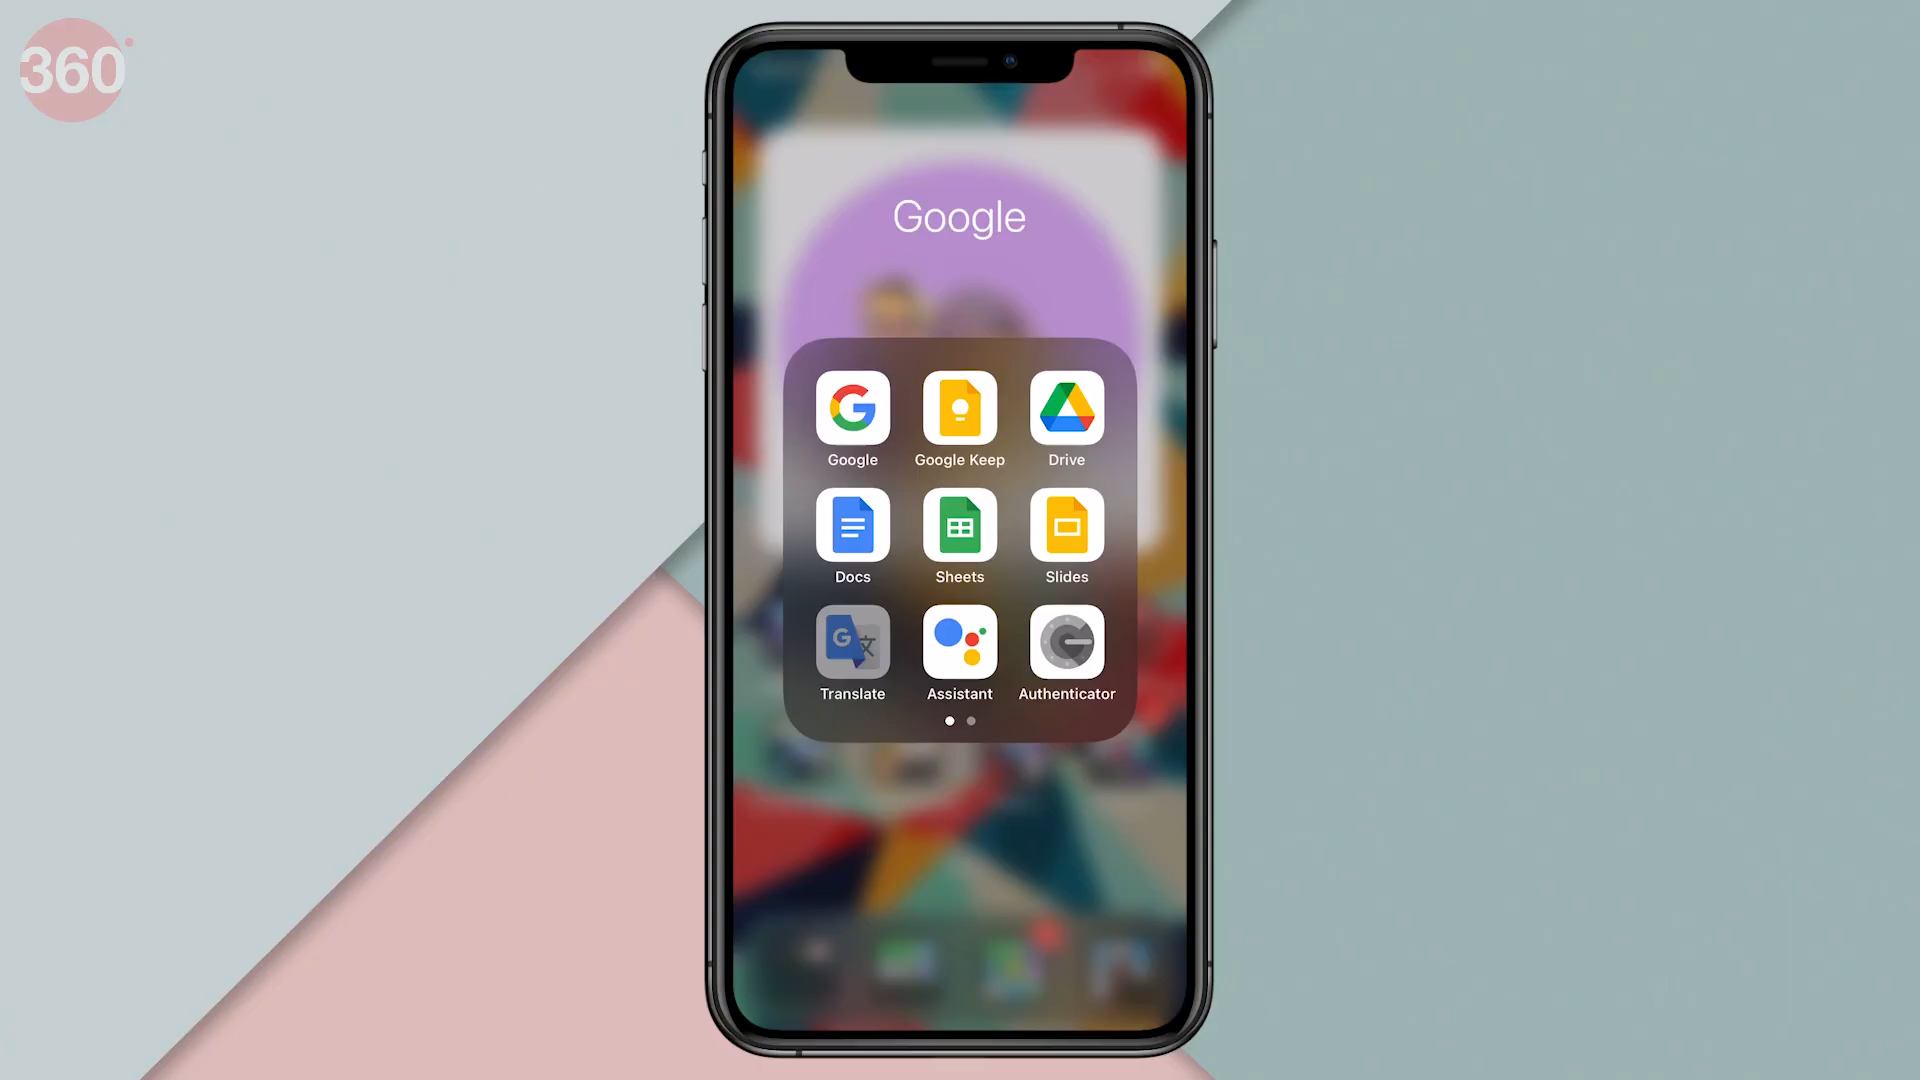 360°
Google
Google
Google Keep
Drive
Docs
Sheets
Slides
Translate
Assistant
Authenticator